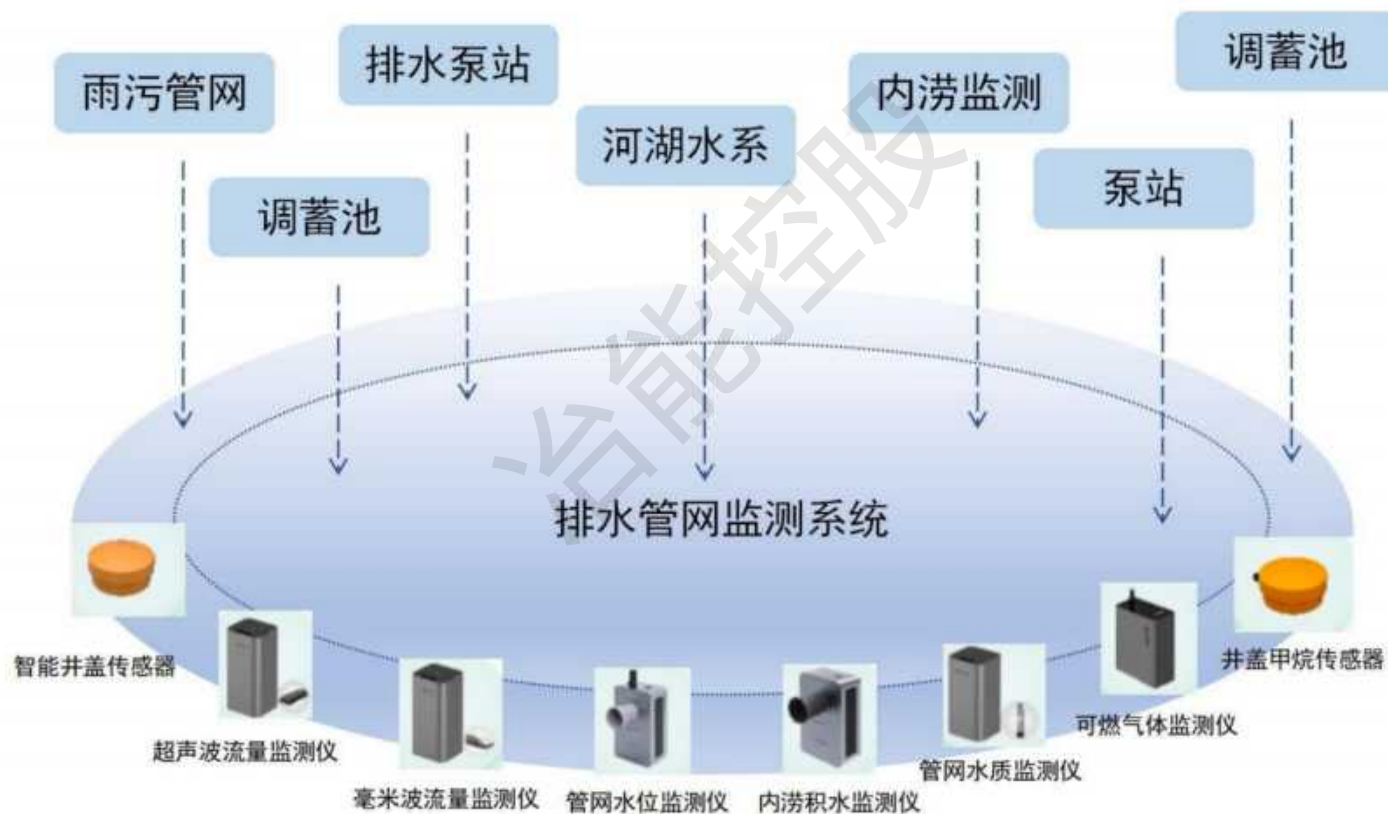 调蓄池
排水泵站
雨污管网
内涝监测
河湖水系
泵站
调蓄池
冶能控股
排水管网监测系统
智能井盖传感器
井盖甲烷传感器
超声波流量监测仪
可燃气体监测仪
管网水质监测仪
毫米波流量监测仪
管网水位监测仪
内涝积水监测仪